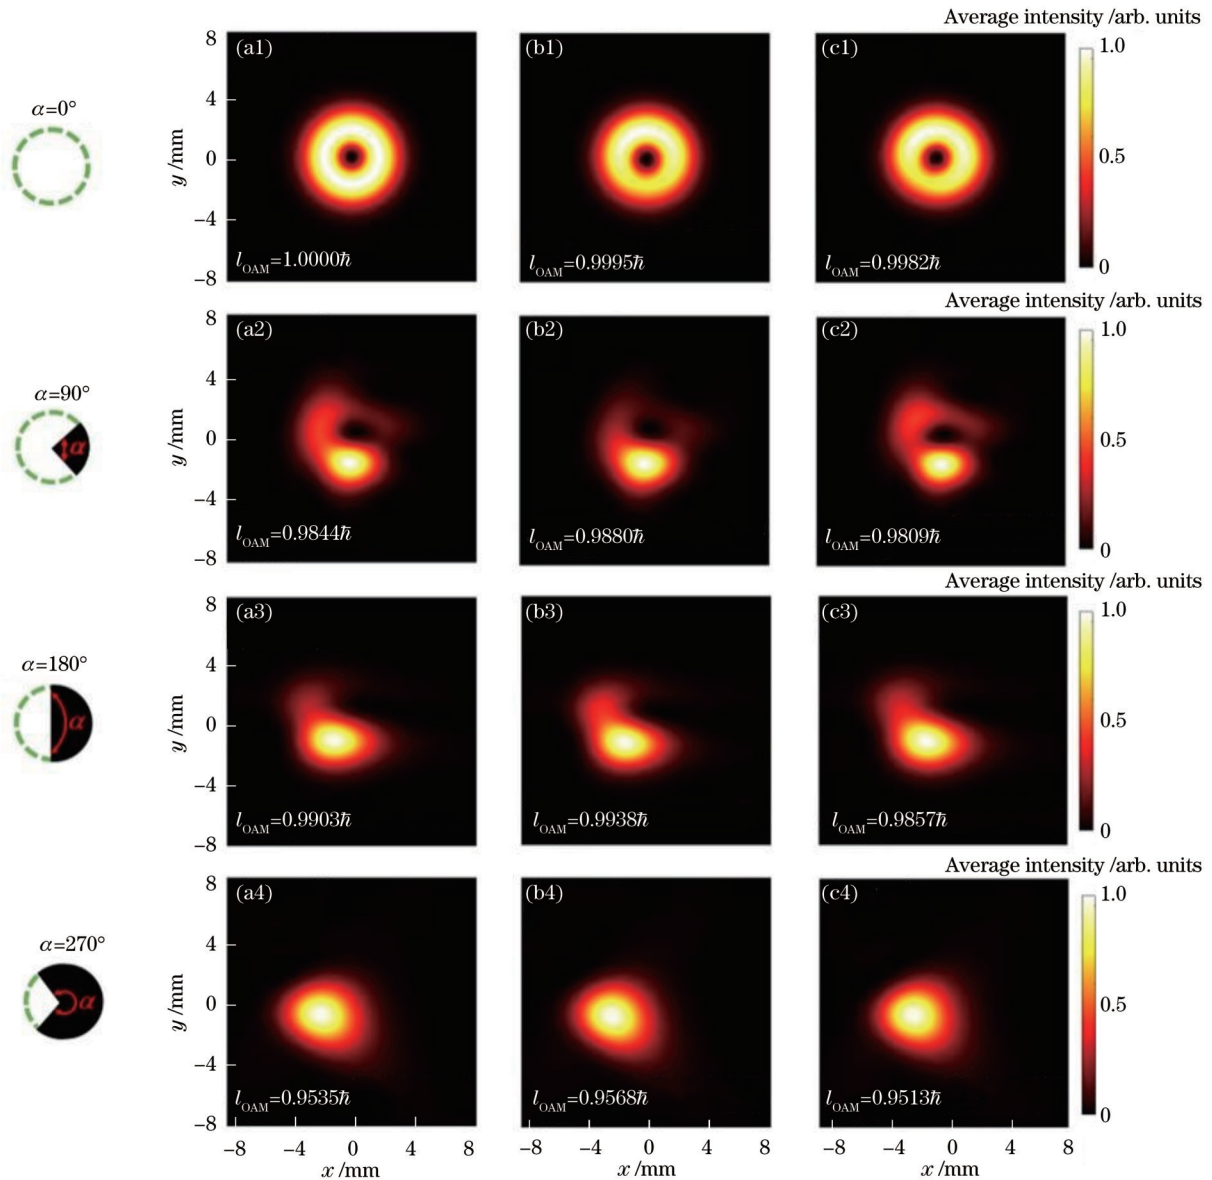 Average intensity /arb. units
α=0°
y /mm
8
4
0
−4
−8
(a1)
l_OAM=1.0000ħ
(b1)
l_OAM=0.9995ħ
(c1)
l_OAM=0.9982ħ
1.0
0.5
0
Average intensity /arb. units
α=90°
α
y /mm
8
4
0
−4
−8
(a2)
l_OAM=0.9844ħ
(b2)
l_OAM=0.9880ħ
(c2)
l_OAM=0.9809ħ
1.0
0.5
0
Average intensity /arb. units
α=180°
α
y /mm
8
4
0
−4
−8
(a3)
l_OAM=0.9903ħ
(b3)
l_OAM=0.9938ħ
(c3)
l_OAM=0.9857ħ
1.0
0.5
0
Average intensity /arb. units
α=270°
α
y /mm
8
4
0
−4
−8
(a4)
l_OAM=0.9535ħ
(b4)
l_OAM=0.9568ħ
(c4)
l_OAM=0.9513ħ
1.0
0.5
0
−8 −4 0 4 8
x /mm
−8 −4 0 4 8
x /mm
−8 −4 0 4 8
x /mm